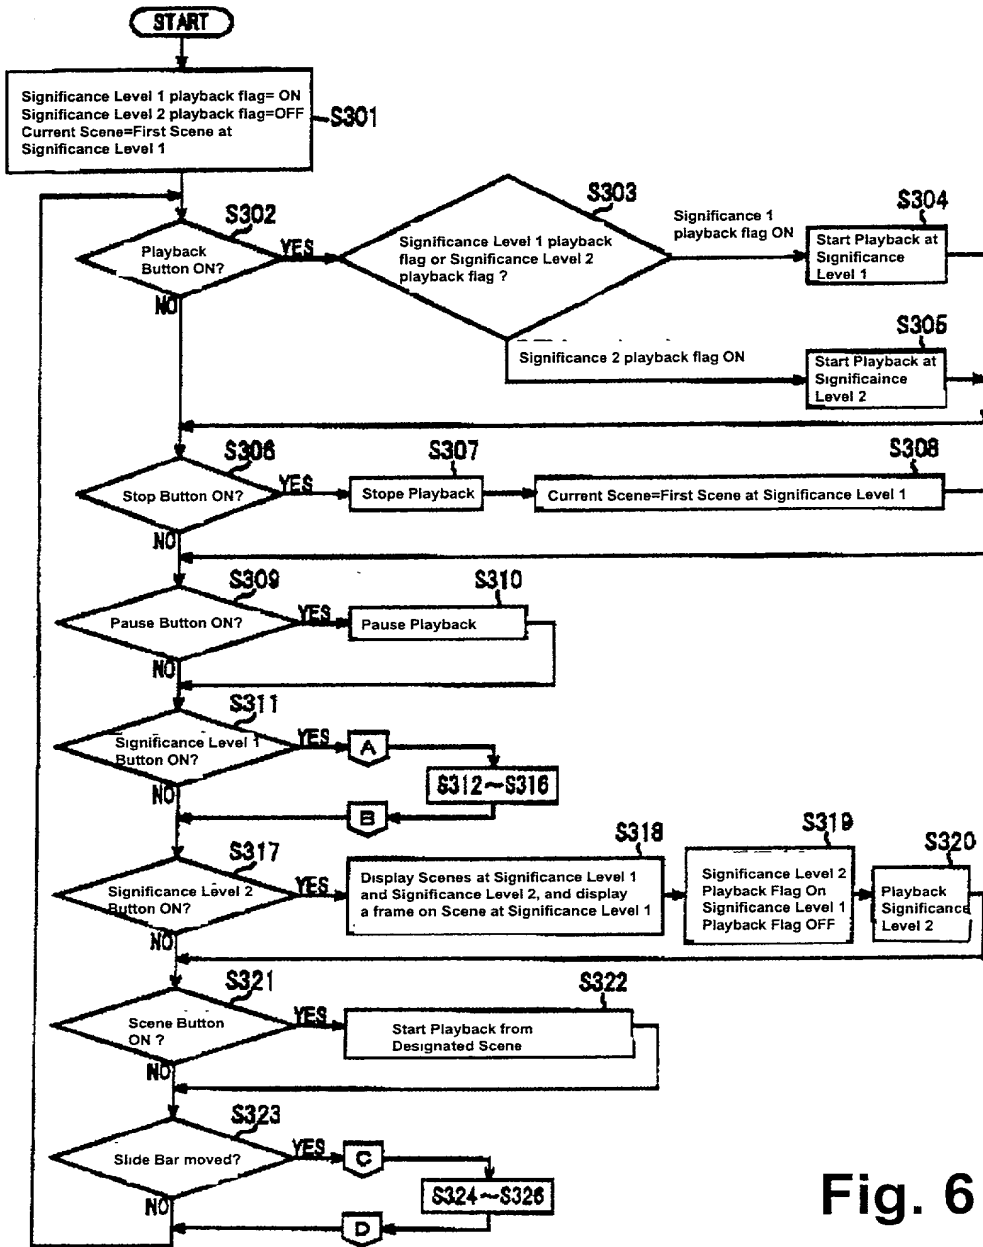 START
Significance Level 1 playback flag= ON
Significance Level 2 playback flag=OFF
Current Scene=First Scene at
Significance Level 1
S301
S302
Playback
Button ON?
YES
NO
S303
Significance Level 1 playback
flag or Significance Level 2
playback flag ?
Significance 1
playback flag ON
S304
Start Playback at
Significance
Level 1
Significance 2 playback flag ON
S305
Start Playback at
Significaince
Level 2
S306
Stop Button ON?
YES
NO
S307
Stope Playback
S308
Current Scene=First Scene at Significance Level 1
S309
Pause Button ON?
YES
NO
S310
Pause Playback
S311
Significance Level 1
Button ON?
YES
NO
A
S312～S316
B
S317
Significance Level 2
Button ON?
YES
NO
S318
Display Scenes at Significance Level 1
and Significance Level 2, and display
a frame on Scene at Significance Level 1
S319
Significance Level 2
Playback Flag On
Significance Level 1
Playback Flag OFF
S320
Playback
Significance
Level 2
S321
Scene Button
ON ?
YES
NO
S322
Start Playback from
Designated Scene
S323
Slide Bar moved?
YES
NO
C
S324～S326
D
Fig. 6